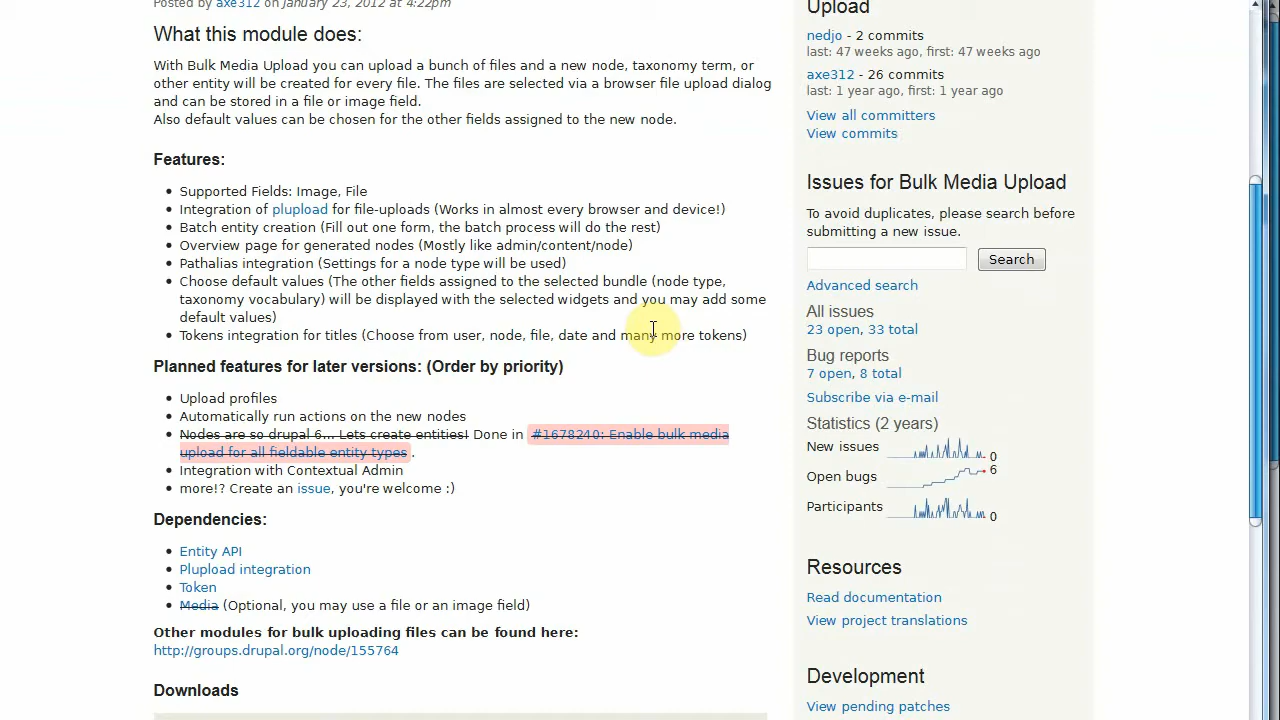 Posted by axe312 on January 23, 2012 at 4:22pm
What this module does:
With Bulk Media Upload you can upload a bunch of files and a new node, taxonomy term, or
other entity will be created for every file. The files are selected via a browser file upload dialog
and can be stored in a file or image field.
Also default values can be chosen for the other fields assigned to the new node.
Features:
• Supported Fields: Image, File
• Integration of plupload for file-uploads (Works in almost every browser and device!)
• Batch entity creation (Fill out one form, the batch process will do the rest)
• Overview page for generated nodes (Mostly like admin/content/node)
• Pathalias integration (Settings for a node type will be used)
• Choose default values (The other fields assigned to the selected bundle (node type,
taxonomy vocabulary) will be displayed with the selected widgets and you may add some
default values)
• Tokens integration for titles (Choose from user, node, file, date and many more tokens)
Planned features for later versions: (Order by priority)
• Upload profiles
• Automatically run actions on the new nodes
• Nodes are so drupal 6... Lets create entities! Done in #1678240: Enable bulk media
upload for all fieldable entity types .
• Integration with Contextual Admin
• more!? Create an issue, you're welcome :)
Dependencies:
• Entity API
• Plupload integration
• Token
• Media (Optional, you may use a file or an image field)
Other modules for bulk uploading files can be found here:
http://groups.drupal.org/node/155764
Downloads
Upload
nedjo - 2 commits
last: 47 weeks ago, first: 47 weeks ago
axe312 - 26 commits
last: 1 year ago, first: 1 year ago
View all committers
View commits
Issues for Bulk Media Upload
To avoid duplicates, please search before
submitting a new issue.
Search
Advanced search
All issues
23 open, 33 total
Bug reports
7 open, 8 total
Subscribe via e-mail
Statistics (2 years)
New issues 0
Open bugs 6
Participants 0
Resources
Read documentation
View project translations
Development
View pending patches